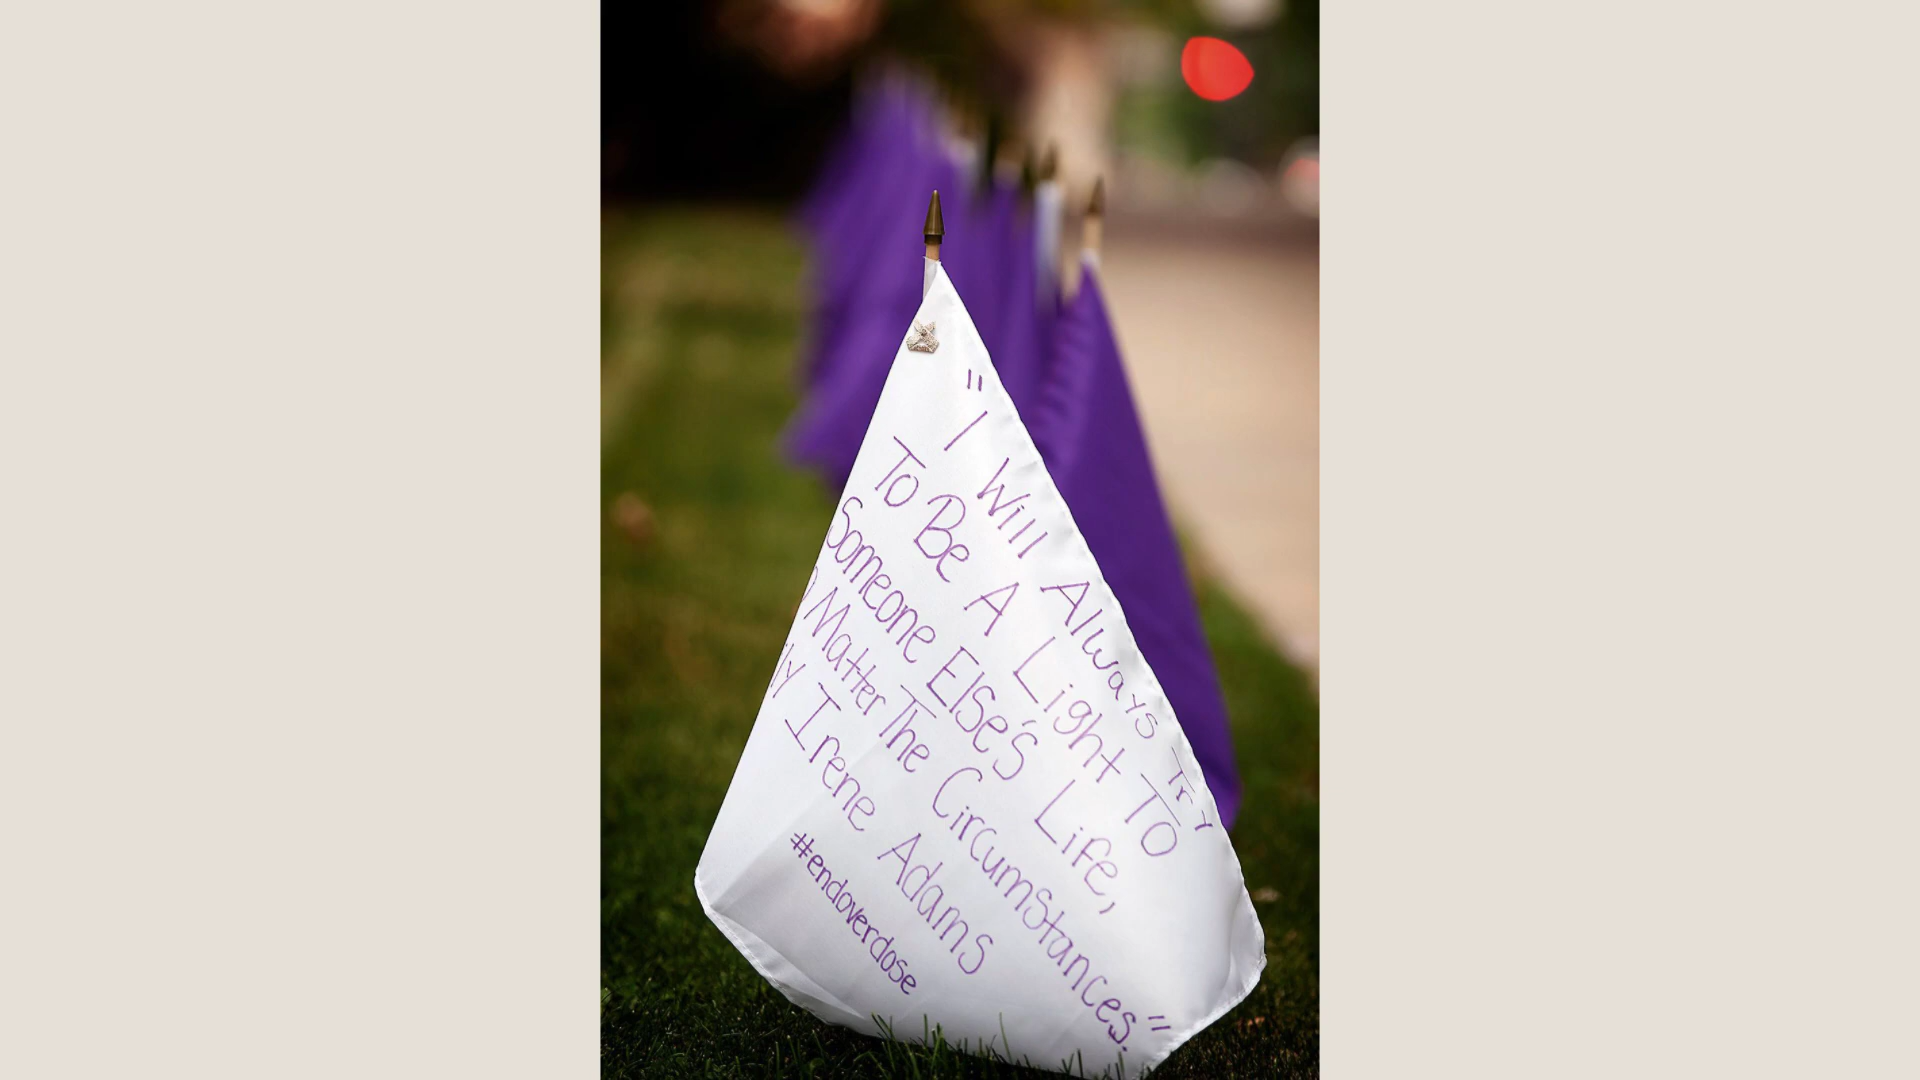 "I Will Always Try
To Be A Light To
Someone Else's Life,
Matter The Circumstances."
Irene Adams
#endoverdose